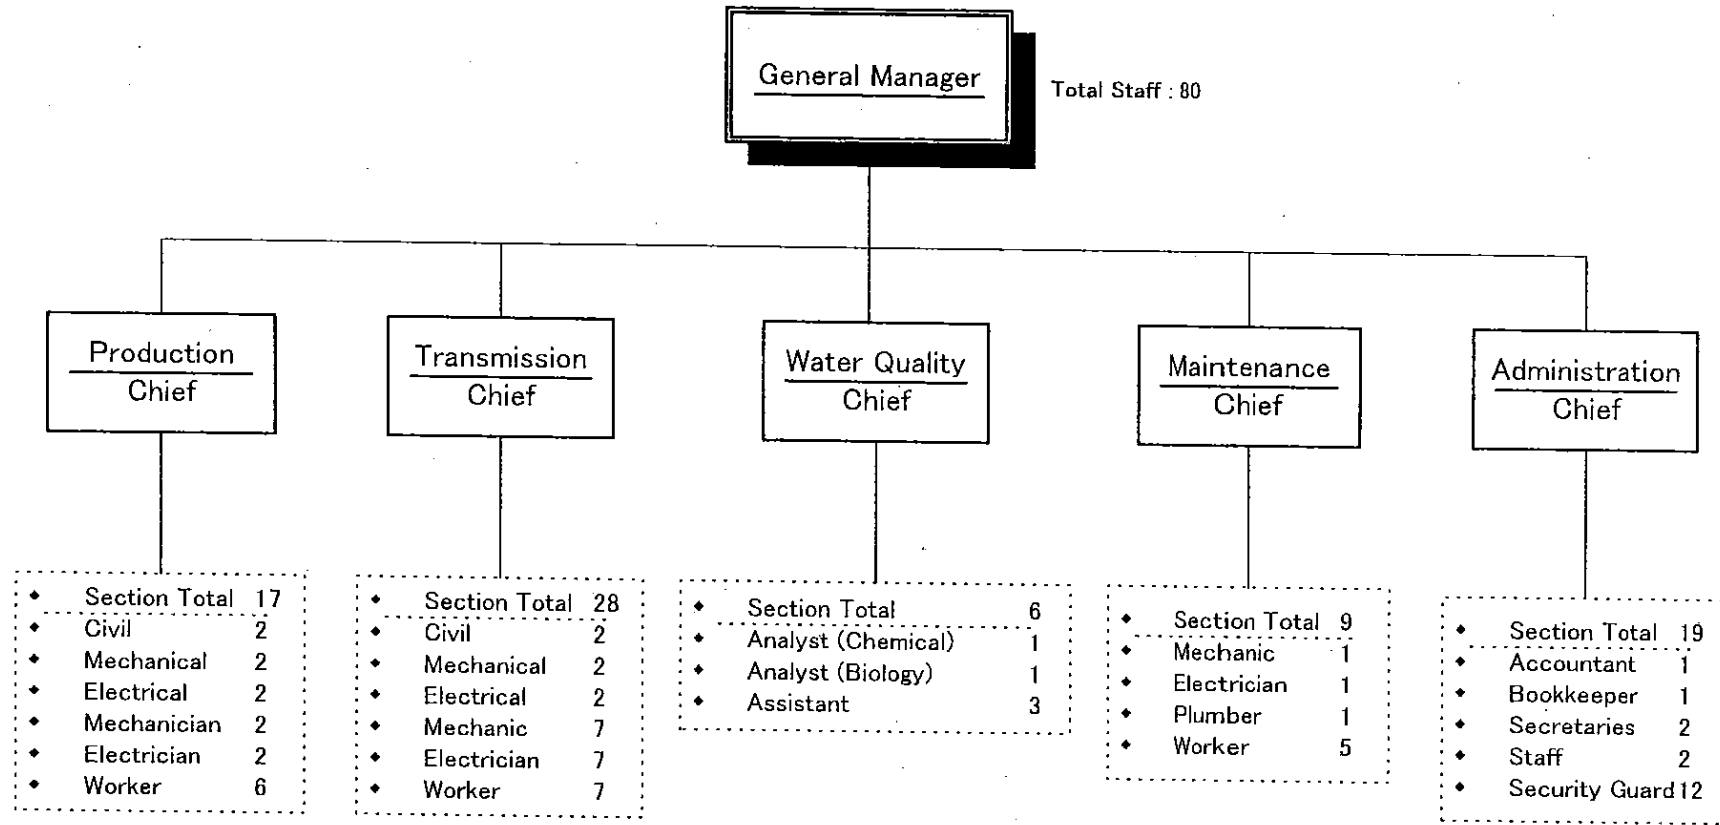 General Manager
Total Staff : 80
Production
Chief
Transmission
Chief
Water Quality
Chief
Maintenance
Chief
Administration
Chief
◆ Section Total 17
◆ Civil 2
◆ Mechanical 2
◆ Electrical 2
◆ Mechanician 2
◆ Electrician 2
◆ Worker 6
◆ Section Total 28
◆ Civil 2
◆ Mechanical 2
◆ Electrical 2
◆ Mechanic 7
◆ Electrician 7
◆ Worker 7
◆ Section Total 6
◆ Analyst (Chemical) 1
◆ Analyst (Biology) 1
◆ Assistant 3
◆ Section Total 9
◆ Mechanic 1
◆ Electrician 1
◆ Plumber 1
◆ Worker 5
◆ Section Total 19
◆ Accountant 1
◆ Bookkeeper 1
◆ Secretaries 2
◆ Staff 2
◆ Security Guard 12